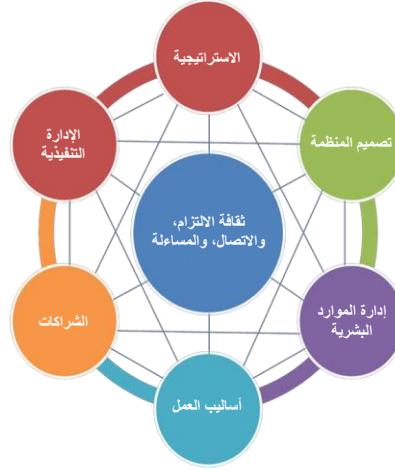 الاستراتيجية
تصميم المنظمة
الإدارة
التنفيذية
ثقافة الالتزام،
والاتصال، والمساءلة
إدارة الموارد
البشرية
الشراكات
أساليب العمل